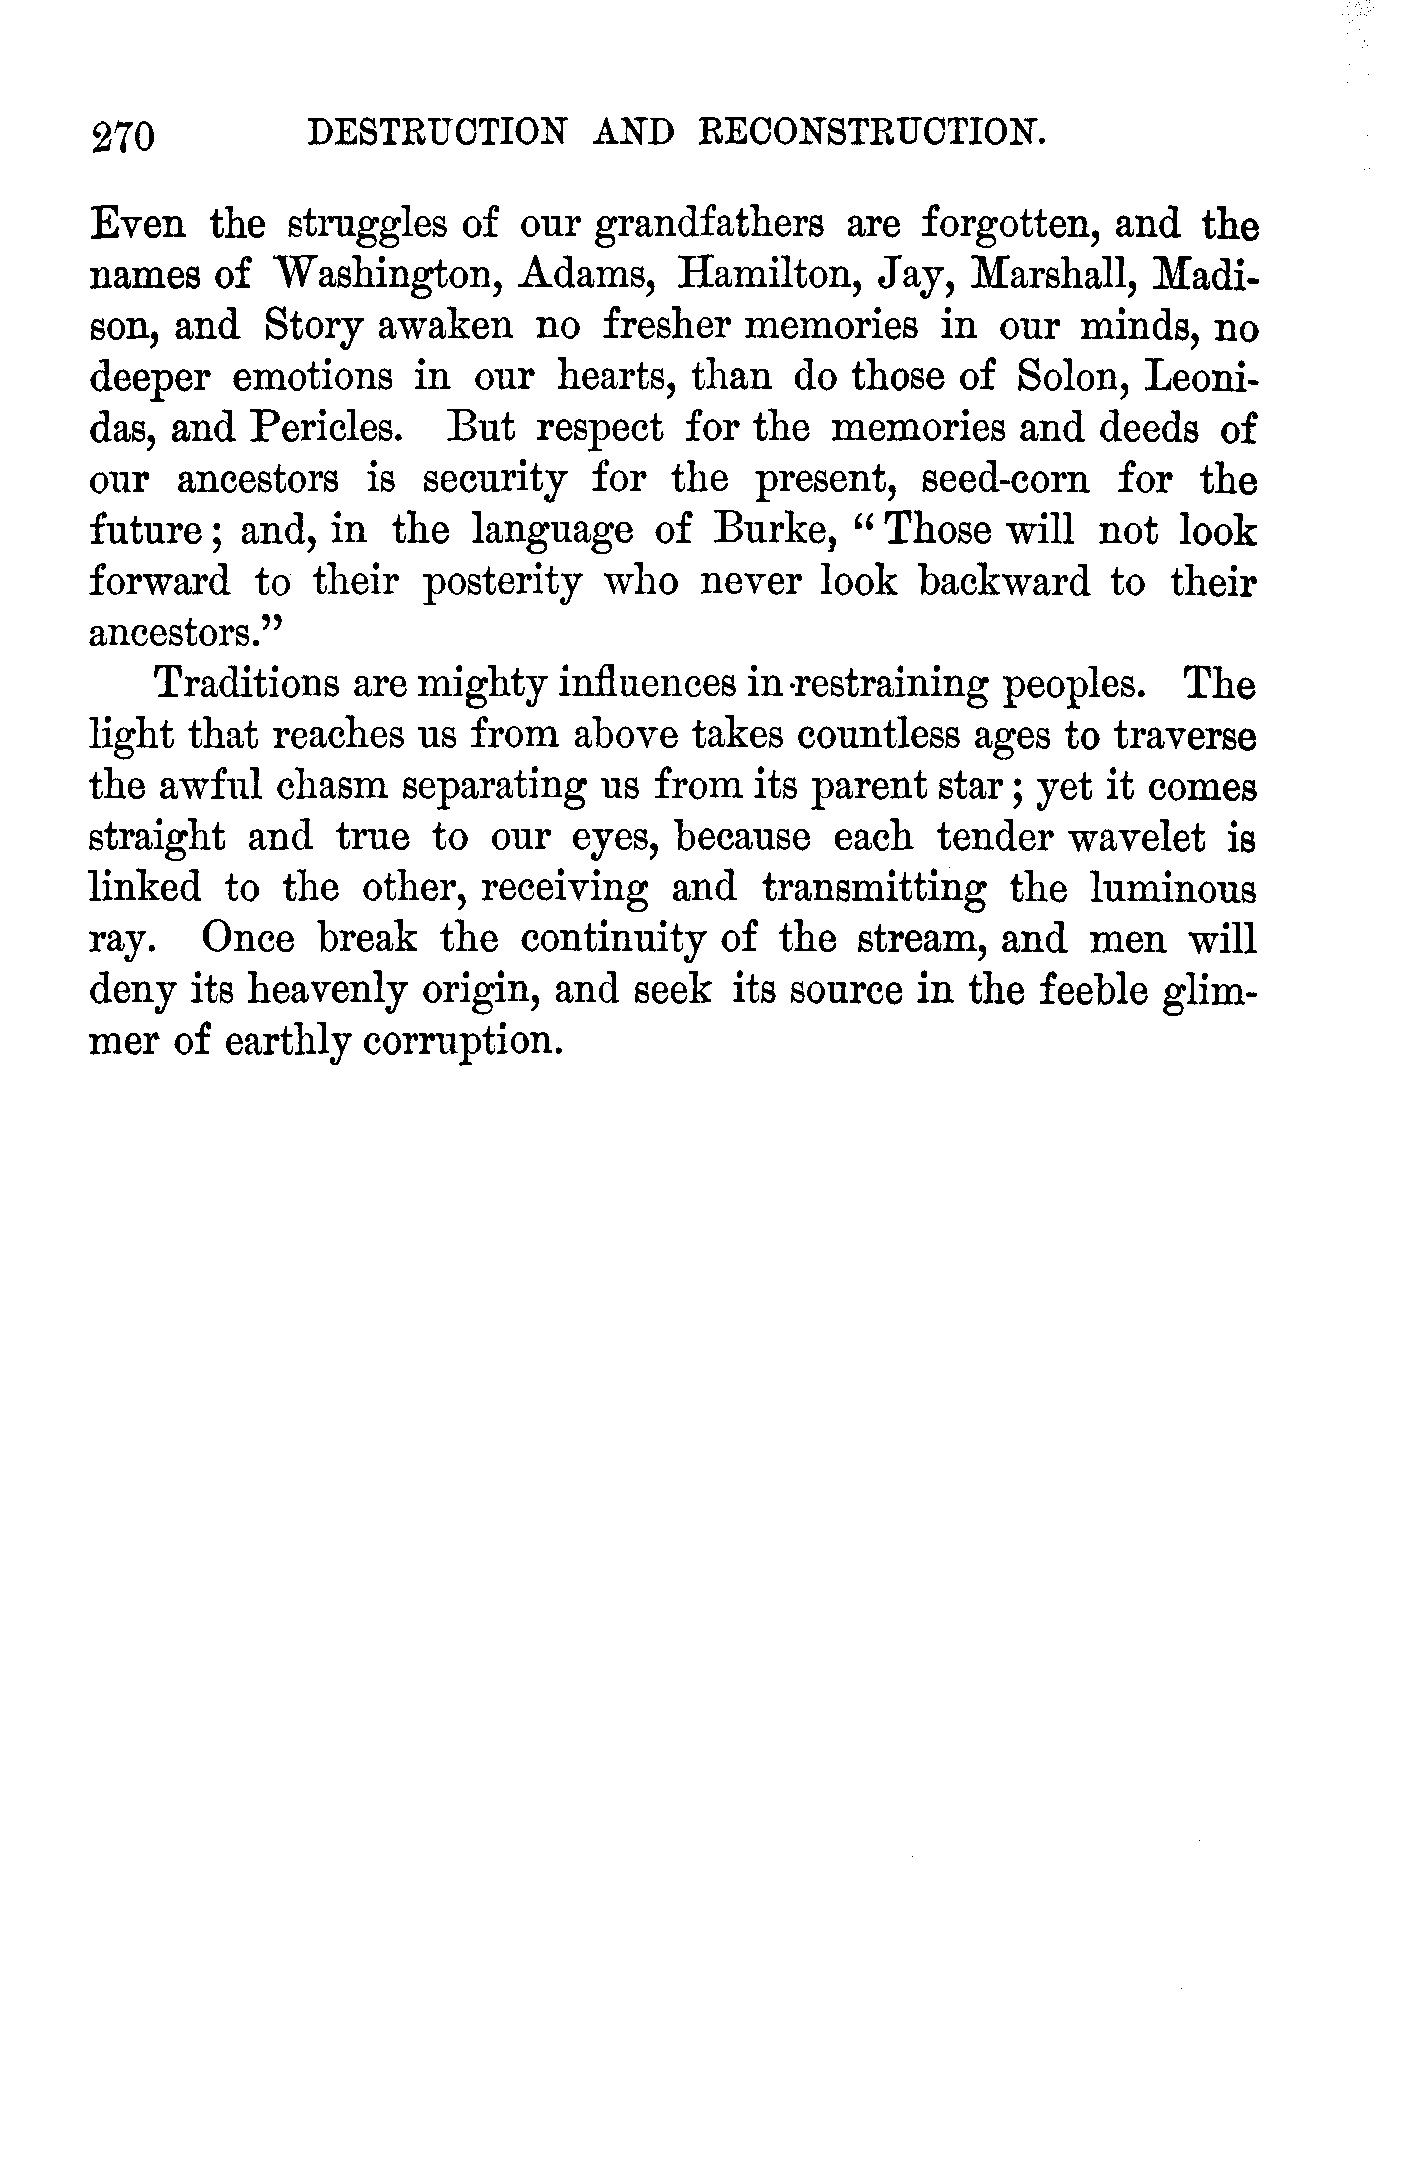 270 DESTRUCTION AND RECONSTRUCTION.
Even the struggles of our grandfathers are forgotten, and the
names of Washington, Adams, Hamilton, Jay, Marshall, Madi-
son, and Story awaken no fresher memories in our minds, no
deeper emotions in our hearts, than do those of Solon, Leoni-
das, and Pericles. But respect for the memories and deeds of
our ancestors is security for the present, seed-corn for the
future; and, in the language of Burke, "Those will not look
forward to their posterity who never look backward to their
ancestors."
Traditions are mighty influences in restraining peoples. The
light that reaches us from above takes countless ages to traverse
the awful chasm separating us from its parent star; yet it comes
straight and true to our eyes, because each tender wavelet is
linked to the other, receiving and transmitting the luminous
ray. Once break the continuity of the stream, and men will
deny its heavenly origin, and seek its source in the feeble glim-
mer of earthly corruption.